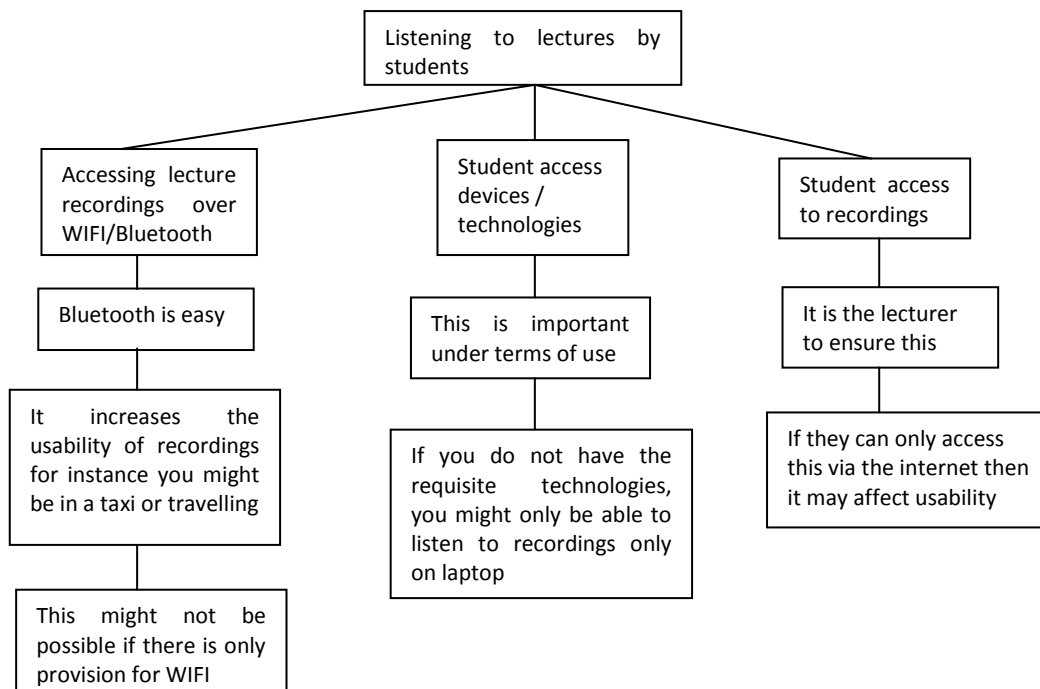 Listening to lectures by
students
Accessing lecture
recordings over
WIFI/Bluetooth
Student access
devices /
technologies
Student access
to recordings
Bluetooth is easy
This is important
under terms of use
It is the lecturer
to ensure this
It increases the
usability of recordings
for instance you might
be in a taxi or travelling
If you do not have the
requisite technologies,
you might only be able to
listen to recordings only
on laptop
If they can only access
this via the internet then
it may affect usability
This might not be
possible if there is only
provision for WIFI